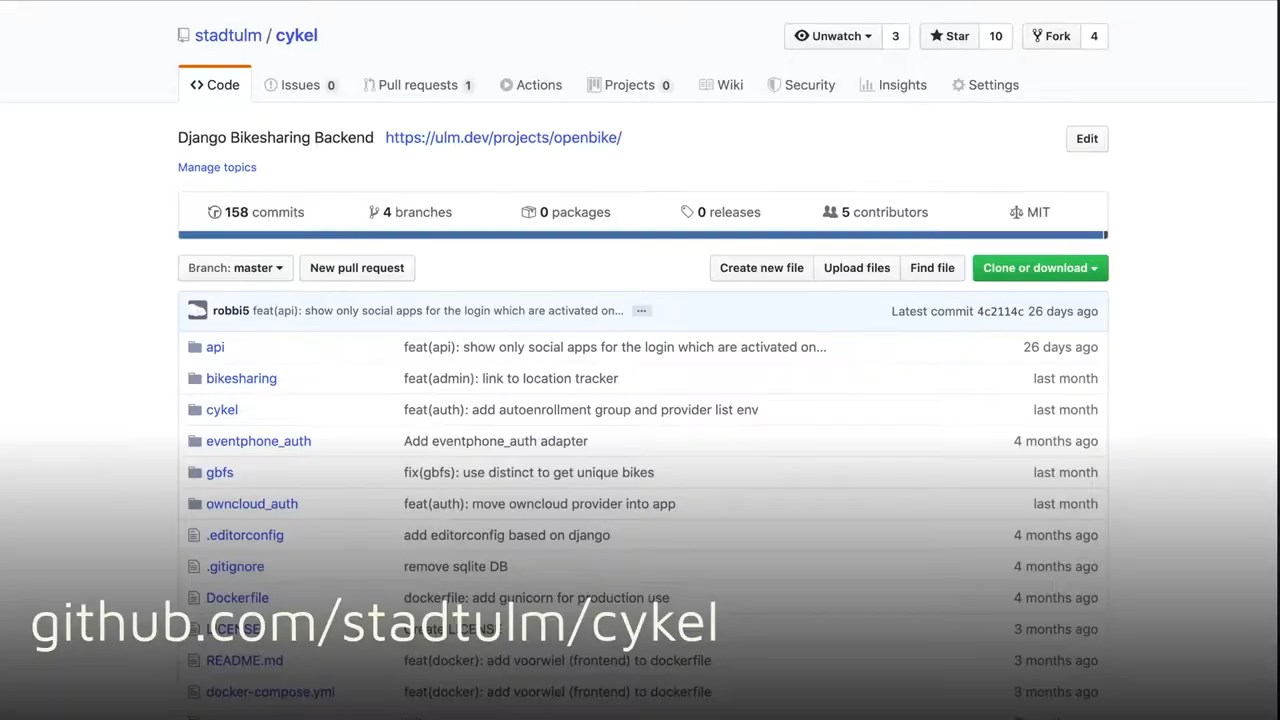 stadtulm / cykel
Unwatch 3 Star 10 Fork 4
Code Issues 0 Pull requests 1 Actions Projects 0 Wiki Security Insights Settings
Django Bikesharing Backend https://ulm.dev/projects/openbike/ Edit
Manage topics
158 commits 4 branches 0 packages 0 releases 5 contributors MIT
Branch: master New pull request Create new file Upload files Find file Clone or download
robbi5 feat(api): show only social apps for the login which are activated on... ... Latest commit 4c2114c 26 days ago
api feat(api): show only social apps for the login which are activated on... 26 days ago
bikesharing feat(admin): link to location tracker last month
cykel feat(auth): add autoenrollment group and provider list env last month
eventphone_auth Add eventphone_auth adapter 4 months ago
gbfs fix(gbfs): use distinct to get unique bikes last month
owncloud_auth feat(auth): move owncloud provider into app last month
.editorconfig add editorconfig based on django 4 months ago
.gitignore remove sqlite DB 4 months ago
Dockerfile dockerfile: add gunicorn for production use 4 months ago
LICENSE Create LICENSE 3 months ago
github.com/stadtulm/cykel
README.md feat(docker): add voorwiel (frontend) to dockerfile 3 months ago
docker-compose.yml feat(docker): add voorwiel (frontend) to dockerfile 3 months ago